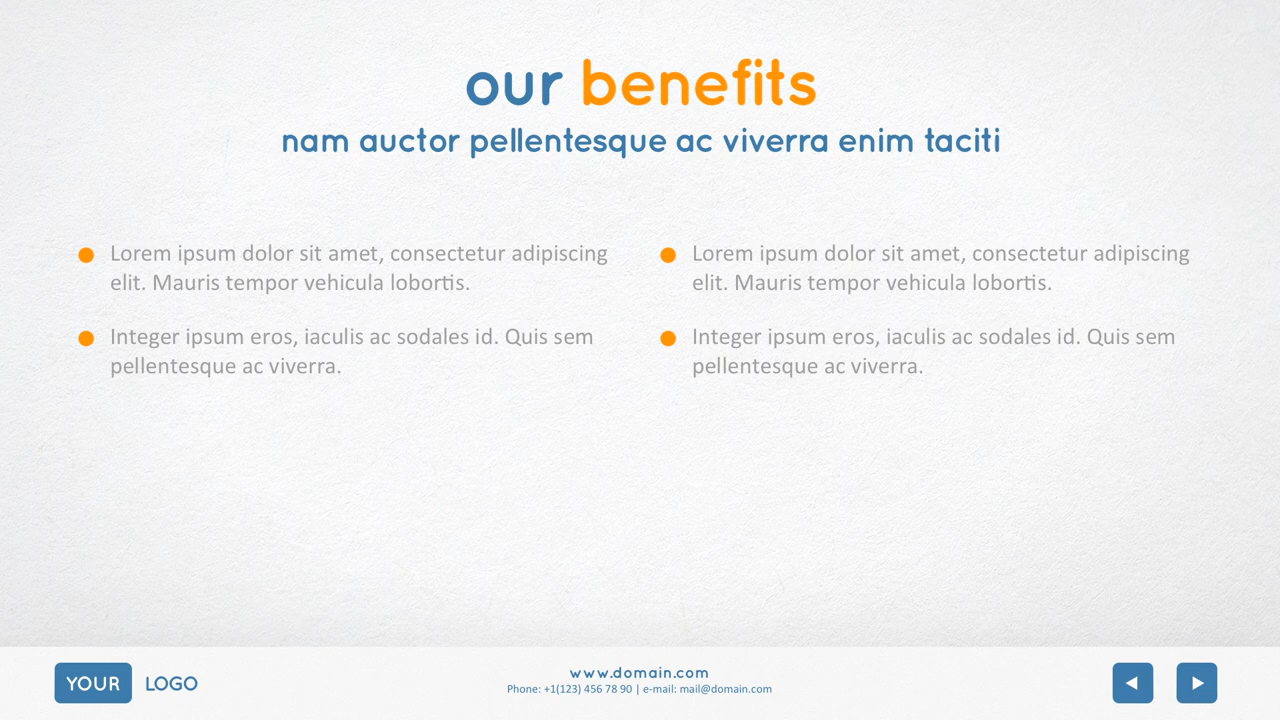 our benefits
nam auctor pellentesque ac viverra enim taciti
Lorem ipsum dolor sit amet, consectetur adipiscing
elit. Mauris tempor vehicula lobortis.
Integer ipsum eros, iaculis ac sodales id. Quis sem
pellentesque ac viverra.
Lorem ipsum dolor sit amet, consectetur adipiscing
elit. Mauris tempor vehicula lobortis.
Integer ipsum eros, iaculis ac sodales id. Quis sem
pellentesque ac viverra.
YOUR LOGO
www.domain.com
Phone: +1(123) 456 78 90 | e-mail: mail@domain.com